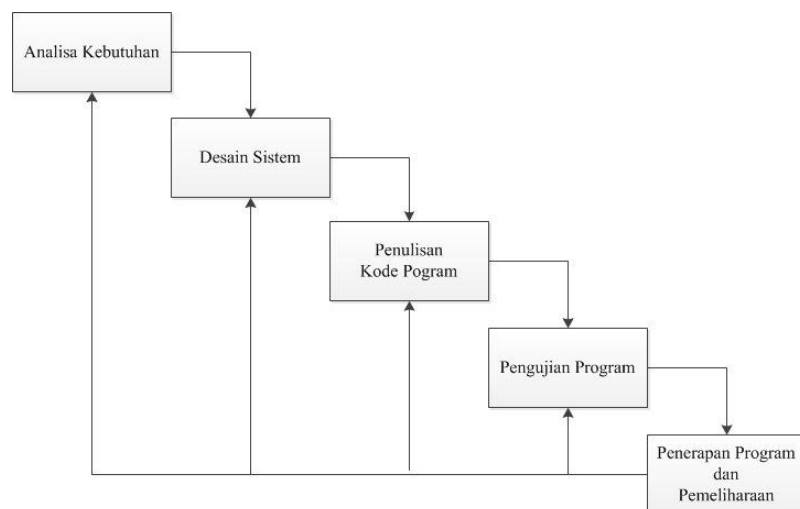 Analisa Kebutuhan
Desain Sistem
Penulisan
Kode Pogram
Pengujian Program
Penerapan Program
dan
Pemeliharaan